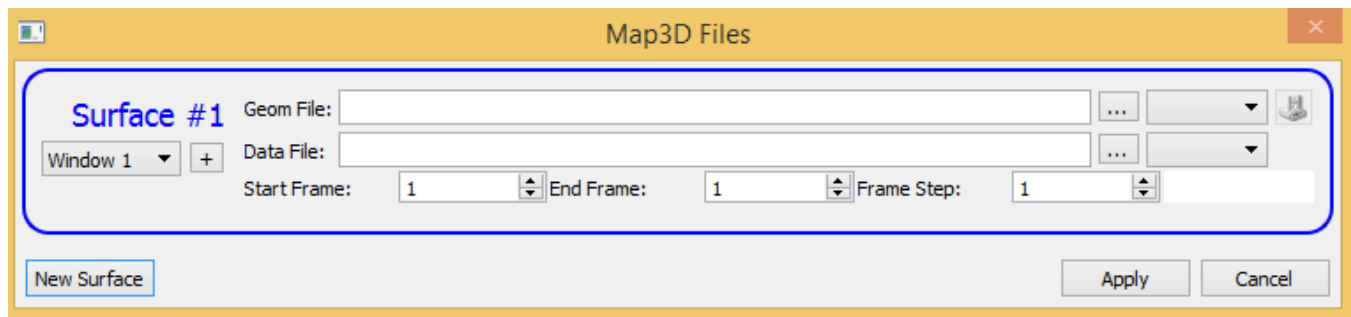 Map3D Files
Surface #1
Geom File:
...
Window 1
+
Data File:
...
Start Frame: 1 End Frame: 1 Frame Step: 1
New Surface Apply Cancel